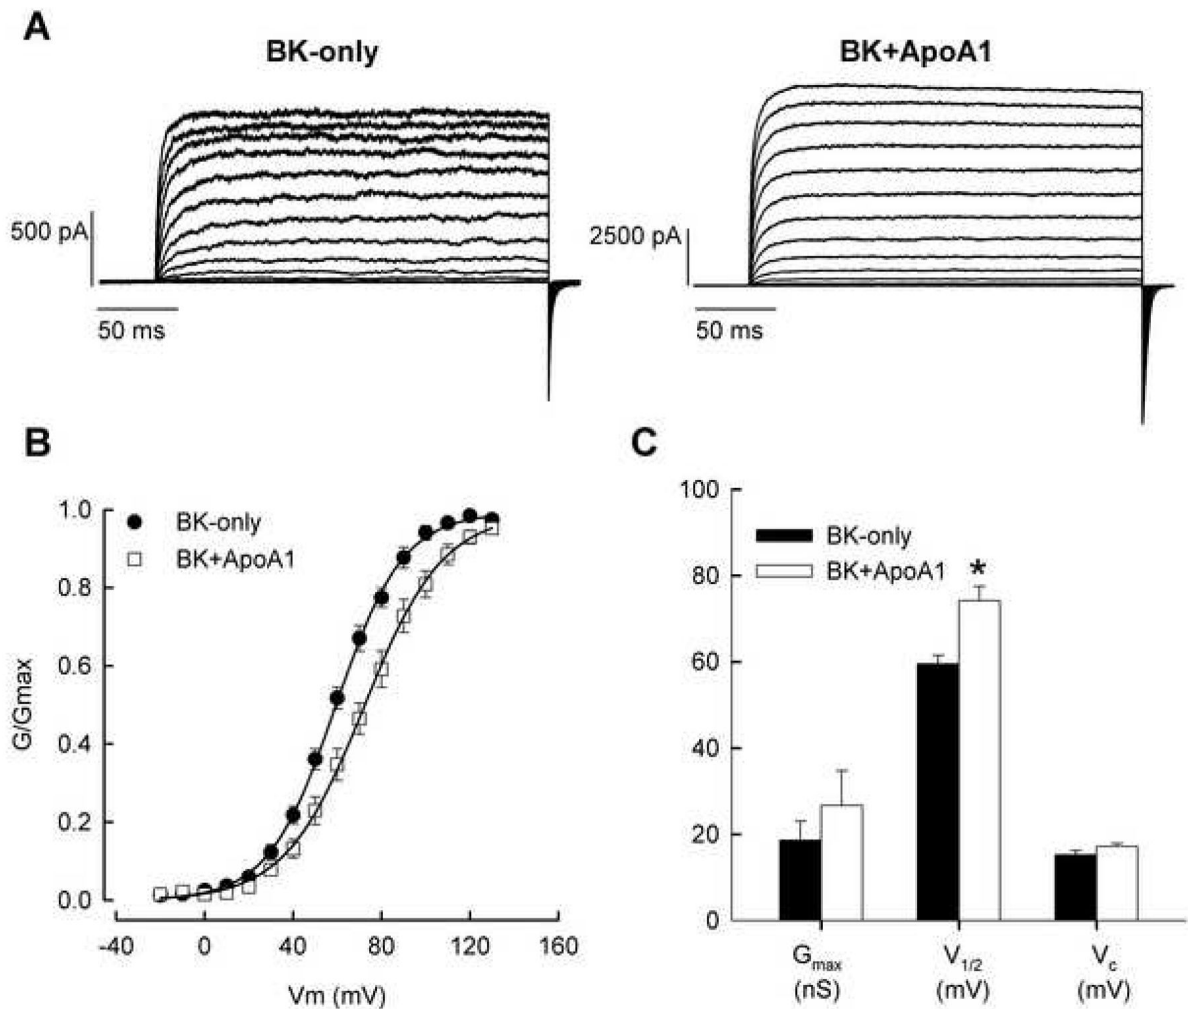 A
BK-only
BK+ApoA1
500 pA
50 ms
2500 pA
50 ms
B
1.0
0.8
0.6
0.4
0.2
0.0
G/Gmax
BK-only
BK+ApoA1
-40 0 40 80 120 160
Vm (mV)
C
100
80
60
40
20
0
BK-only
BK+ApoA1
*
Gmax V1/2 Vc
(nS) (mV) (mV)